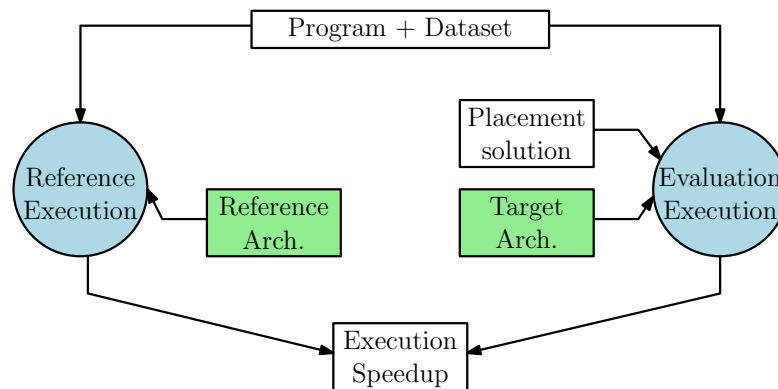 Program + Dataset
Placement
solution
Reference
Execution
Reference
Arch.
Target
Arch.
Evaluation
Execution
Execution
Speedup